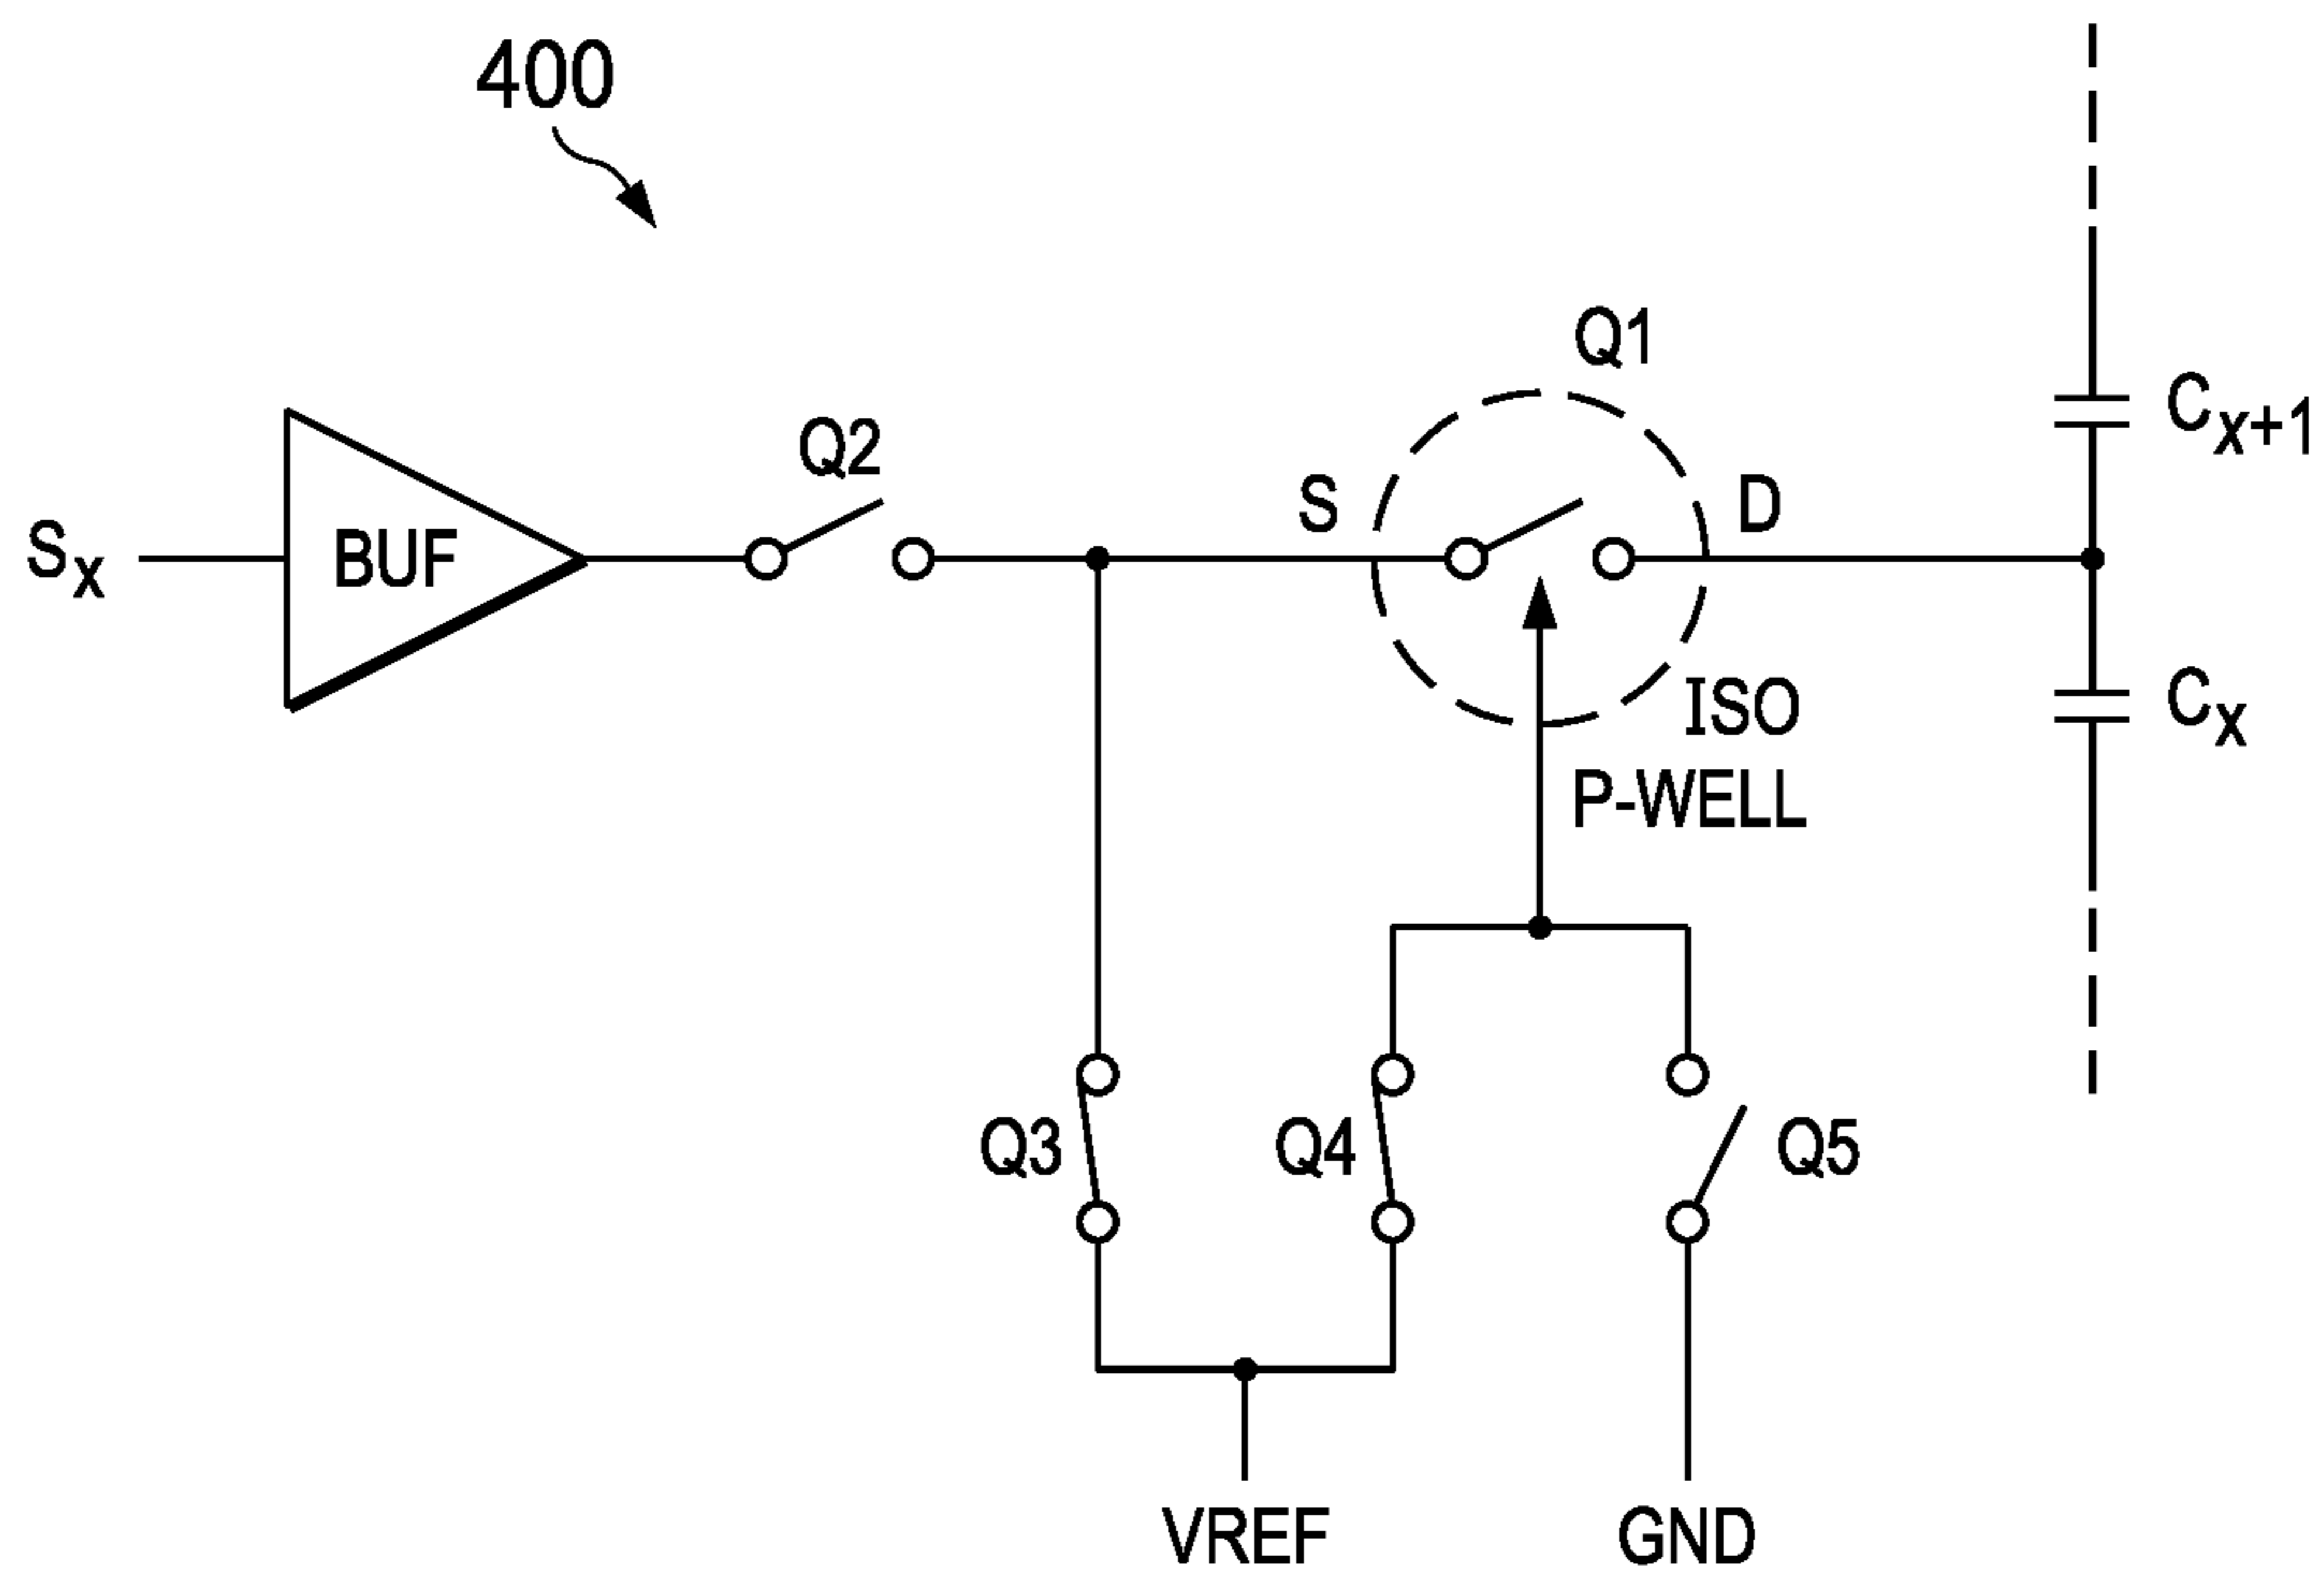 400
Q1
Cx+1
Q2
S
D
Sx
BUF
ISO
P-WELL
Cx
Q3
Q4
Q5
VREF
GND